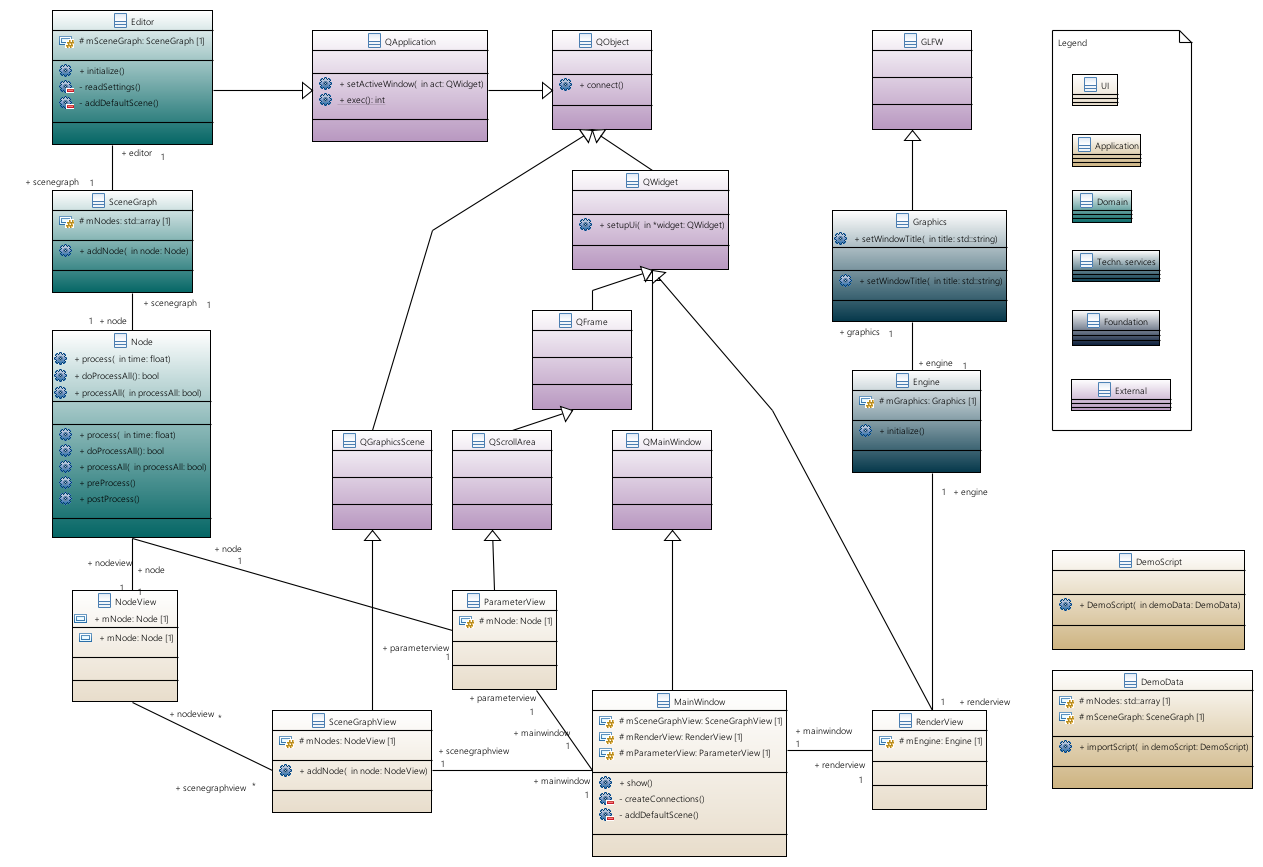 Editor
# mSceneGraph: SceneGraph [1]
+ initialize()
- readSettings()
- addDefaultScene()
+ editor
1
+ scenegraph
1
SceneGraph
# mNodes: std::array [1]
+ addNode( in node: Node)
+ scenegraph
1
1
+ node
Node
+ process( in time: float)
+ doProcessAll(): bool
+ processAll( in processAll: bool)
+ process( in time: float)
+ doProcessAll(): bool
+ processAll( in processAll: bool)
+ preProcess()
+ postProcess()
+ nodeview
1
+ node
1
+ node
1
NodeView
+ mNode: Node [1]
+ mNode: Node [1]
+ nodeview
*
+ scenegraphview
*
QApplication
+ setActiveWindow( in act: QWidget)
+ exec(): int
QObject
+ connect()
QWidget
+ setupUi( in *widget: QWidget)
QFrame
QGraphicsScene
QScrollArea
QMainWindow
ParameterView
# mNode: Node [1]
+ parameterview
1
+ parameterview
1
+ mainwindow
1
SceneGraphView
# mNodes: NodeView [1]
+ addNode( in node: NodeView)
+ scenegraphview
1
+ mainwindow
1
MainWindow
# mSceneGraphView: SceneGraphView [1]
# mRenderView: RenderView [1]
# mParameterView: ParameterView [1]
+ show()
- createConnections()
- addDefaultScene()
+ mainwindow
1
+ renderview
1
GLFW
Graphics
+ setWindowTitle( in title: std::string)
+ setWindowTitle( in title: std::string)
+ graphics
1
+ engine
1
Engine
# mGraphics: Graphics [1]
+ initialize()
1
+ engine
1
+ renderview
RenderView
# mEngine: Engine [1]
Legend
UI
Application
Domain
Techn. services
Foundation
External
DemoScript
+ DemoScript( in demoData: DemoData)
DemoData
# mNodes: std::array [1]
# mSceneGraph: SceneGraph [1]
+ importScript( in demoScript: DemoScript)